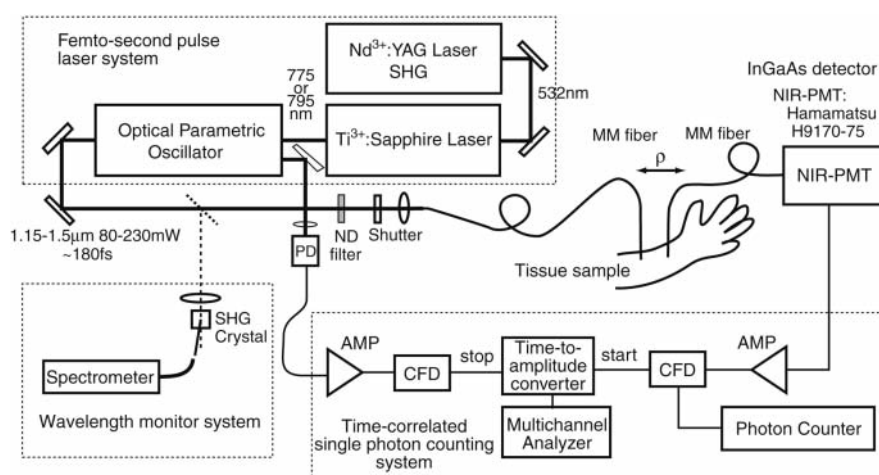 Femto-second pulse
laser system
Nd3+:YAG Laser
SHG
775
or
795
nm
532nm
Optical Parametric
Oscillator
Ti3+:Sapphire Laser
InGaAs detector
NIR-PMT:
Hamamatsu
H9170-75
MM fiber
MM fiber
ρ
NIR-PMT
1.15-1.5μm 80-230mW
~180fs
PD
ND
filter
Shutter
Tissue sample
SHG
Crystal
Spectrometer
Wavelength monitor system
AMP
CFD
stop
Time-to-
amplitude
converter
start
CFD
AMP
Multichannel
Analyzer
Photon Counter
Time-correlated
single photon counting
system